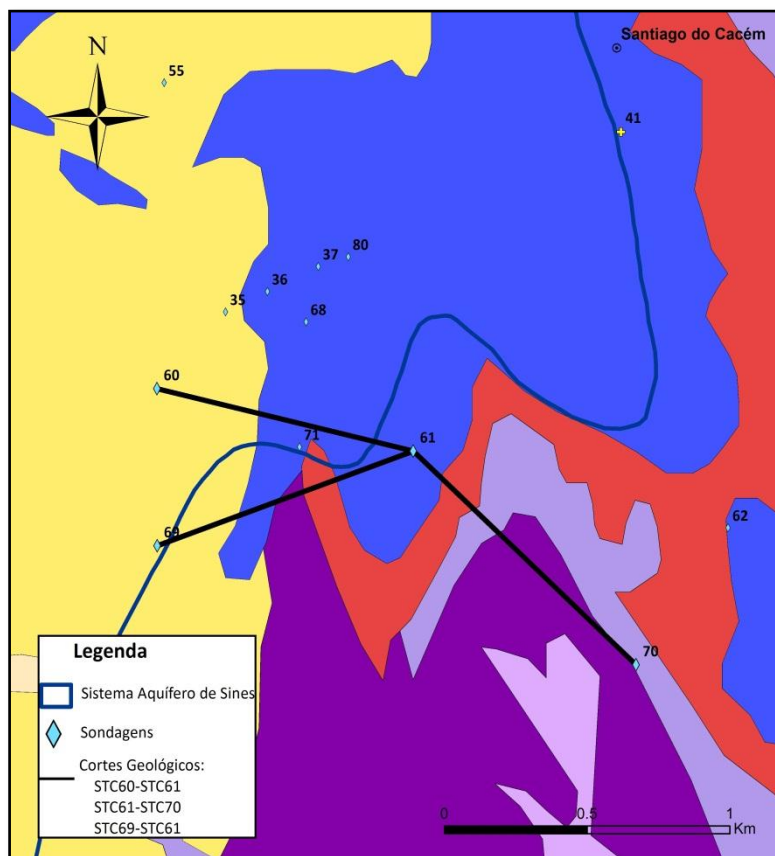 Santiago do Cacém
N
55
41
80
37
36
35
68
60
71
61
69
62
70
Legenda
Sistema Aquífero de Sines
Sondagens
Cortes Geológicos:
STC60-STC61
STC61-STC70
STC69-STC61
0 0.5 1
Km